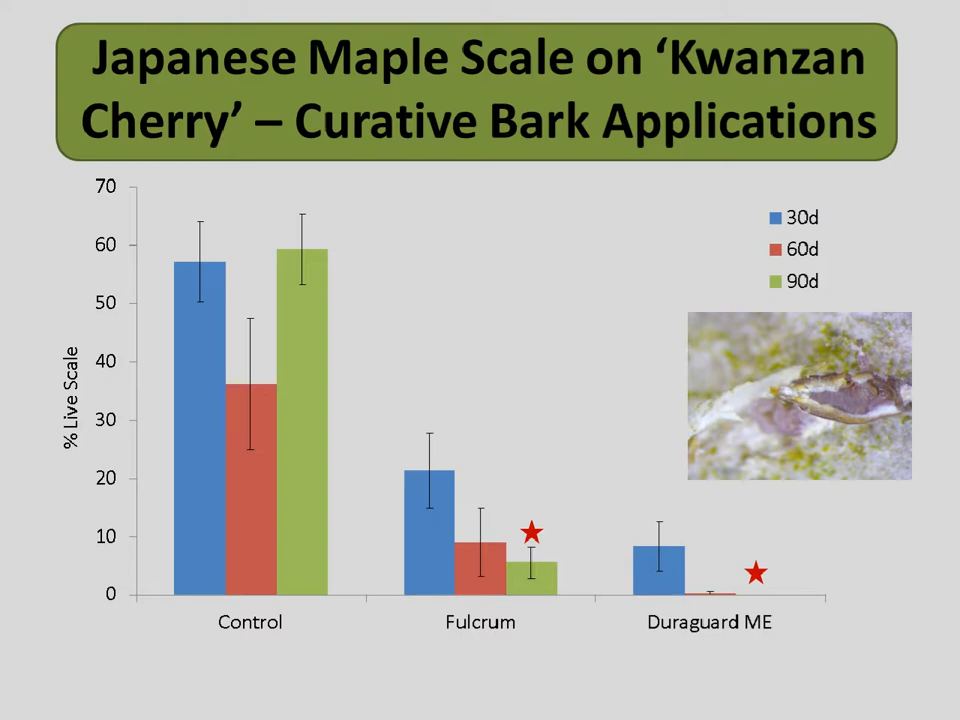 Japanese Maple Scale on ‘Kwanzan
Cherry’ – Curative Bark Applications
70
60
50
40
30
20
10
0
% Live Scale
30d
60d
90d
Control
Fulcrum
Duraguard ME